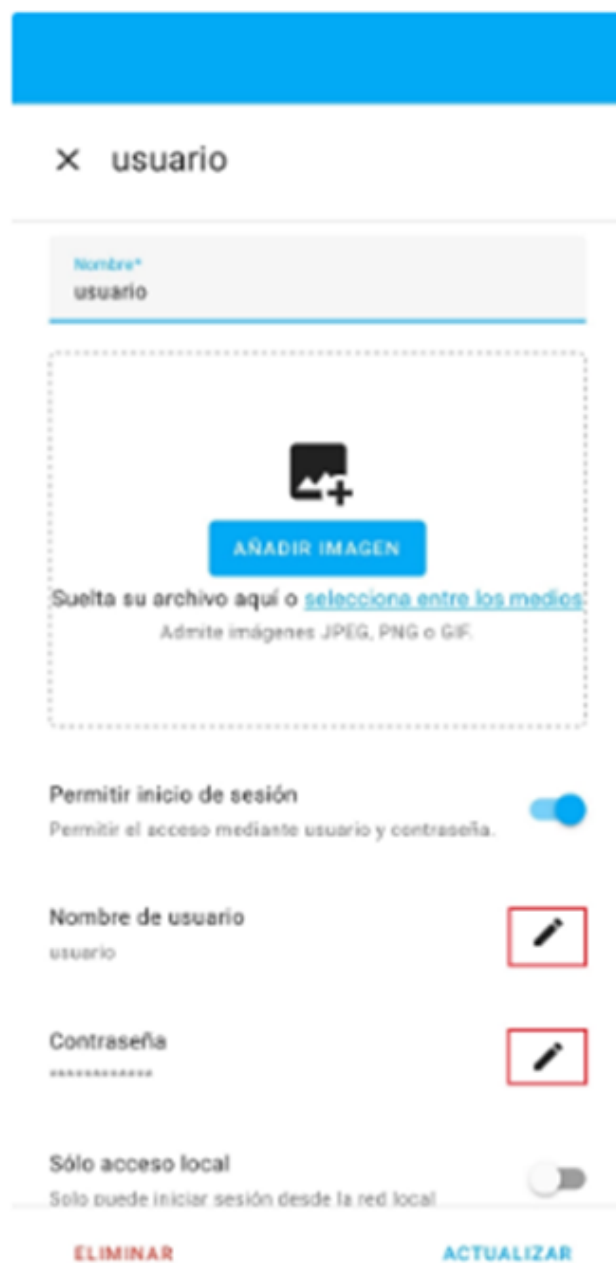 usuario
Nombre*
usuario
AÑADIR IMAGEN
Suelta su archivo aquí o selecciona entre los medios
Admite imágenes JPEG, PNG o GIF.
Permitir inicio de sesión
Permitir el acceso mediante usuario y contraseña.
Nombre de usuario
usuario
Contraseña
************
Sólo acceso local
Solo puede iniciar sesión desde la red local
ELIMINAR
ACTUALIZAR